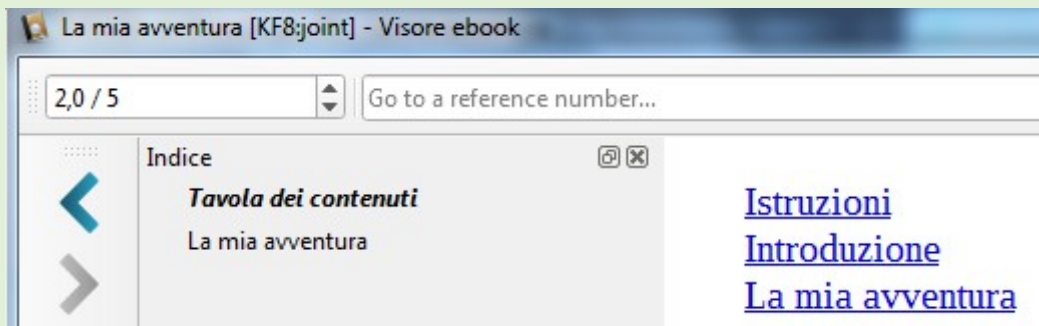 La mia avventura [KF8:joint] - Visore ebook
2,0 / 5
Go to a reference number...
Indice
Tavola dei contenuti
La mia avventura
Istruzioni
Introduzione
La mia avventura